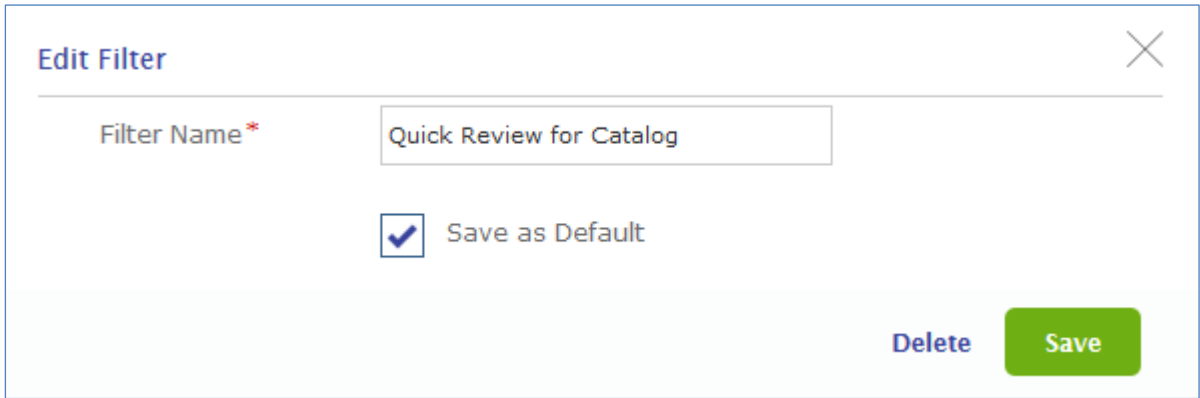 Edit Filter
Filter Name*
Quick Review for Catalog
Save as Default
Delete
Save